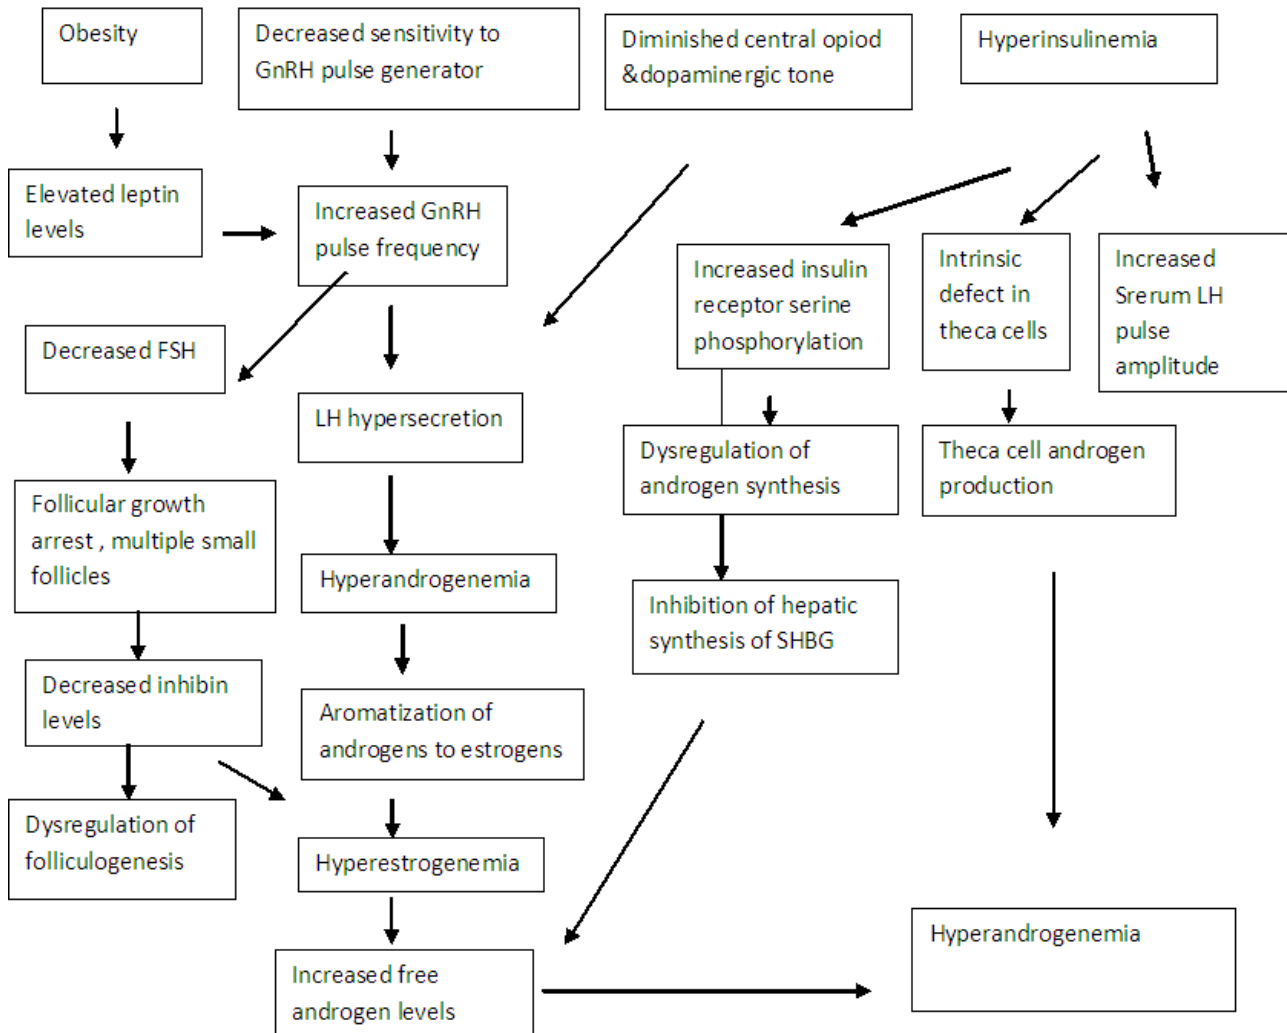 Obesity
Decreased sensitivity to
GnRH pulse generator
Diminished central opiod
&dopaminergic tone
Hyperinsulinemia
Elevated leptin
levels
Increased GnRH
pulse frequency
Increased insulin
receptor serine
phosphorylation
Intrinsic
defect in
theca cells
Increased
Srerum LH
pulse
amplitude
Decreased FSH
LH hypersecretion
Dysregulation of
androgen synthesis
Theca cell androgen
production
Follicular growth
arrest , multiple small
follicles
Hyperandrogenemia
Inhibition of hepatic
synthesis of SHBG
Decreased inhibin
levels
Aromatization of
androgens to estrogens
Dysregulation of
folliculogenesis
Hyperestrogenemia
Increased free
androgen levels
Hyperandrogenemia